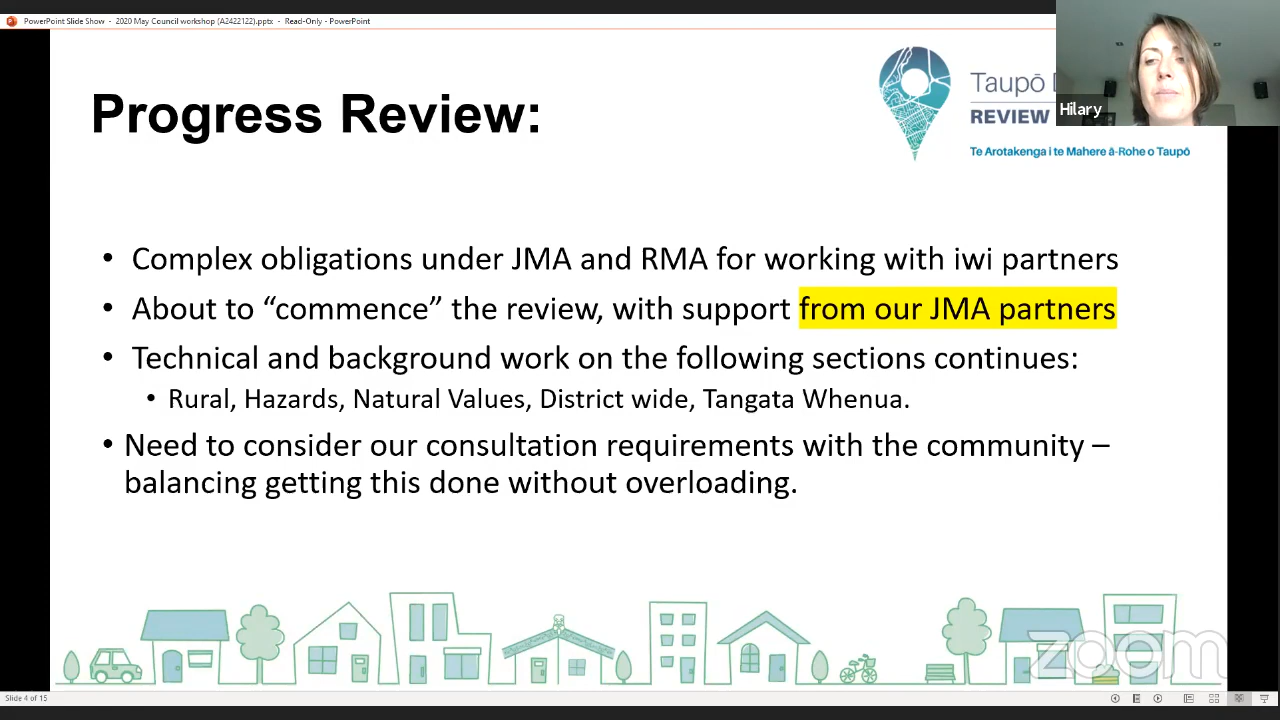 PowerPoint Slide Show - 2020 May Council workshop (A2422122).pptx - Read-Only - PowerPoint
Progress Review:
Taupō D
REVIEW
Te Arotakenga i te Mahere ā-Rohe o Taupō
Hilary
• Complex obligations under JMA and RMA for working with iwi partners
• About to “commence” the review, with support from our JMA partners
• Technical and background work on the following sections continues:
• Rural, Hazards, Natural Values, District wide, Tangata Whenua.
• Need to consider our consultation requirements with the community –
balancing getting this done without overloading.
zoom
Slide 4 of 15